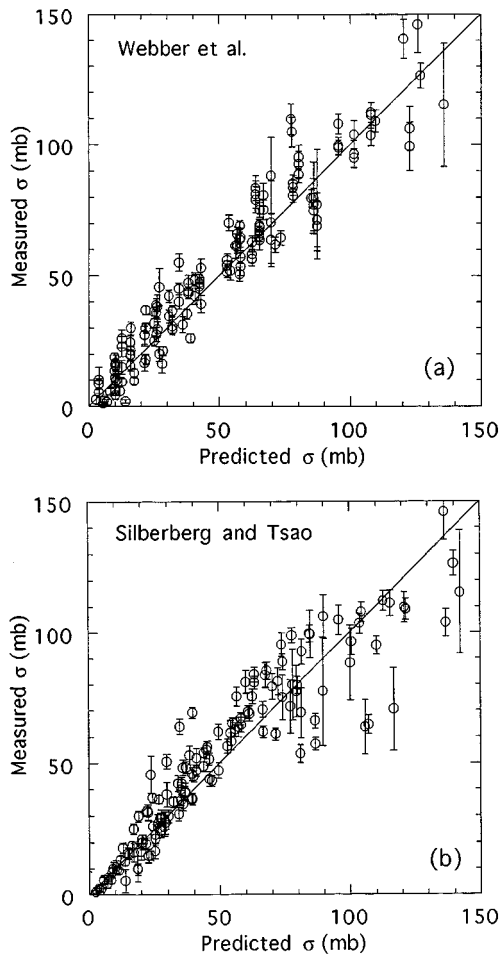 150
Webber et al.
100
Measured σ (mb)
50
(a)
0
0 50 100 150
Predicted σ (mb)
150
Silberberg and Tsao
100
Measured σ (mb)
50
(b)
0
0 50 100 150
Predicted σ (mb)